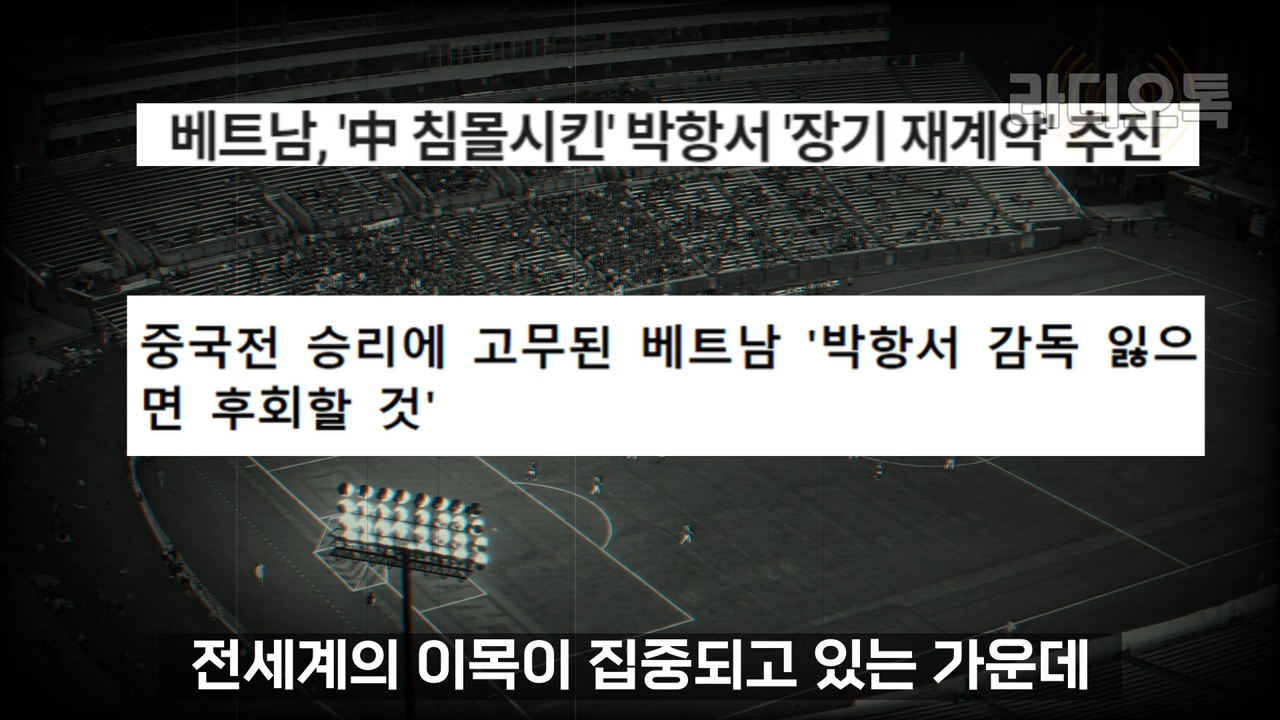 라디오톡
베트남, '中 침몰시킨' 박항서 '장기 재계약' 추진
중국전 승리에 고무된 베트남 '박항서 감독 잃으
면 후회할 것'
전세계의 이목이 집중되고 있는 가운데